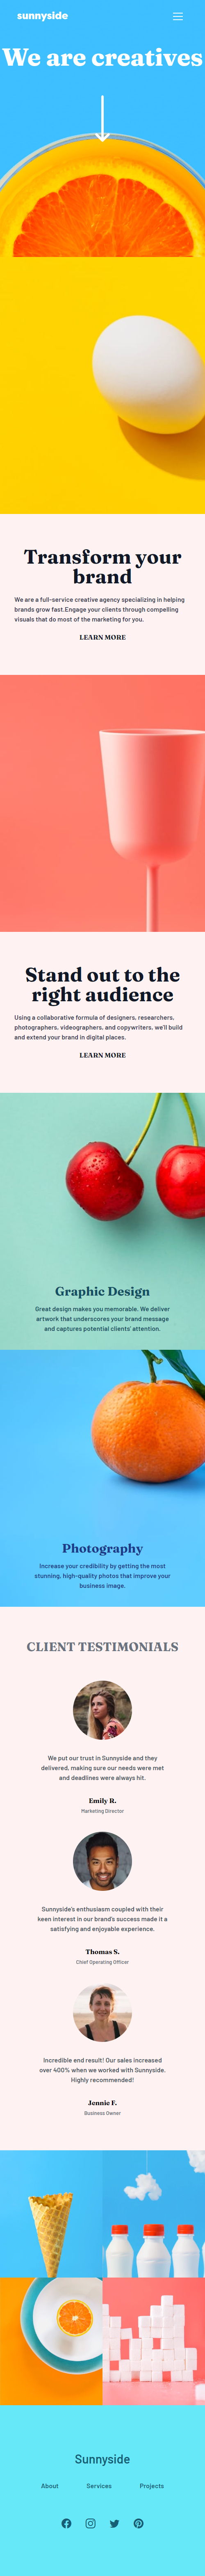 sunnyside
We are creatives
Transform your
brand
We are a full-service creative agency specializing in helping
brands grow fast.Engage your clients through compelling
visuals that do most of the marketing for you.
LEARN MORE
Stand out to the
right audience
Using a collaborative formula of designers, researchers,
photographers, videographers, and copywriters, we'll build
and extend your brand in digital places.
LEARN MORE
Graphic Design
Great design makes you memorable. We deliver
artwork that underscores your brand message
and captures potential clients' attention.
Photography
Increase your credibility by getting the most
stunning, high-quality photos that improve your
business image.
CLIENT TESTIMONIALS
We put our trust in Sunnyside and they
delivered, making sure our needs were met
and deadlines were always hit.
Emily R.
Marketing Director
Sunnyside's enthusiasm coupled with their
keen interest in our brand's success made it a
satisfying and enjoyable experience.
Thomas S.
Chief Operating Officer
Incredible end result! Our sales increased
over 400% when we worked with Sunnyside.
Highly recommended!
Jennie F.
Business Owner
Sunnyside
About Services Projects